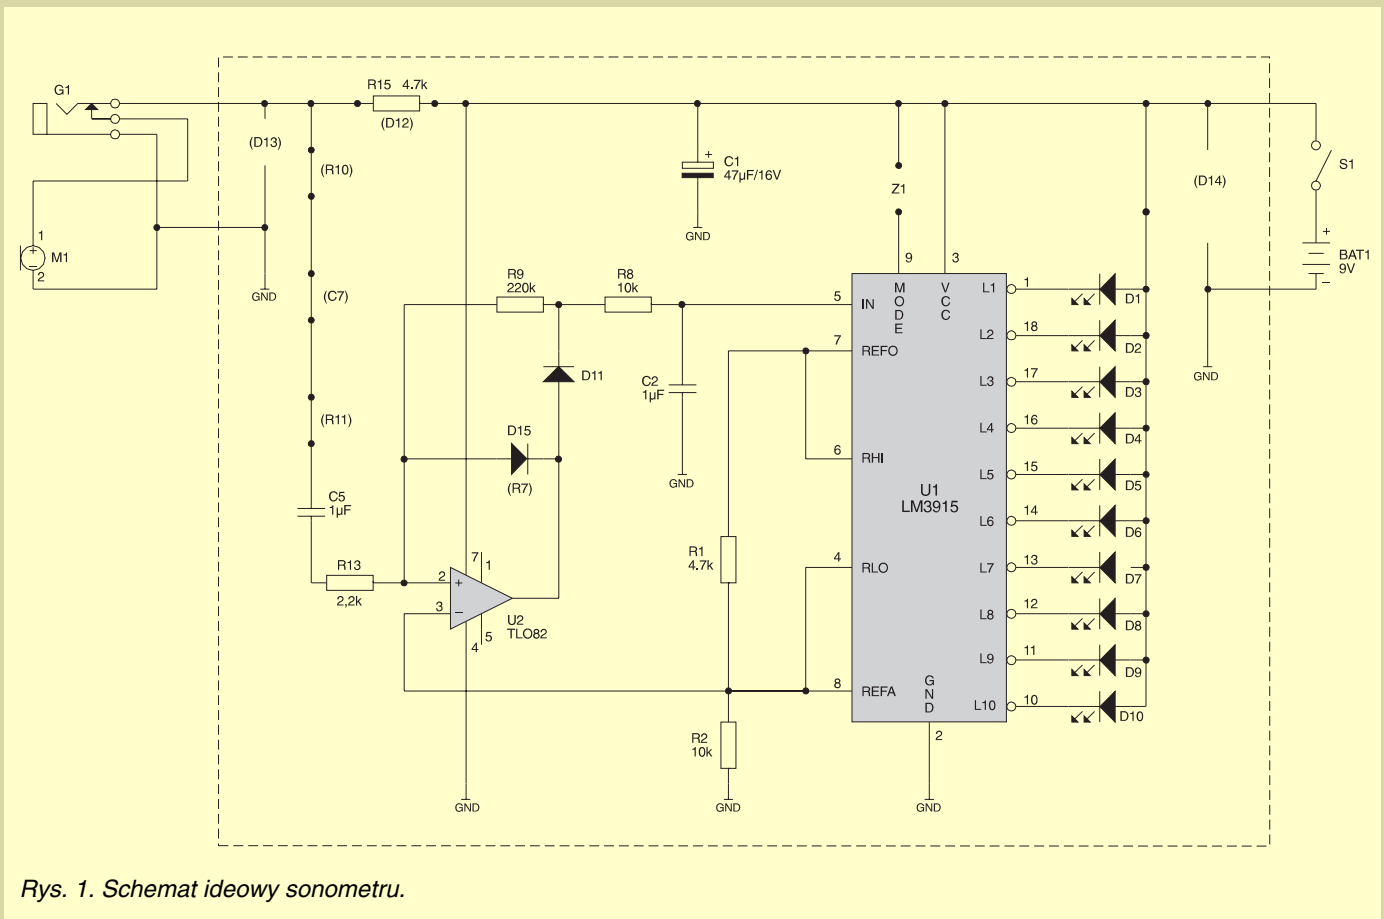 G1
R15 4.7k
(D12)
(D13)
(R10)
(C7)
(R11)
GND
1
M1
2
C5
1µF
R13
2,2k
C1
47µF/16V
GND
Z1
9
3
(D14)
S1
+
BAT1
9V
−
GND
R9
220k
R8
10k
D11
D15
(R7)
C2
1µF
GND
2
+
3
−
7
1
5
4
U2
TLO82
GND
R1
4.7k
R2
10k
GND
5
IN
7
REFO
6
RHI
4
RLO
8
REFA
MODE
VCC
U1
LM3915
GND
2
GND
L1 1 D1
L2 18 D2
L3 17 D3
L4 16 D4
L5 15 D5
L6 14 D6
L7 13 D7
L8 12 D8
L9 11 D9
L10 10 D10
Rys. 1. Schemat ideowy sonometru.